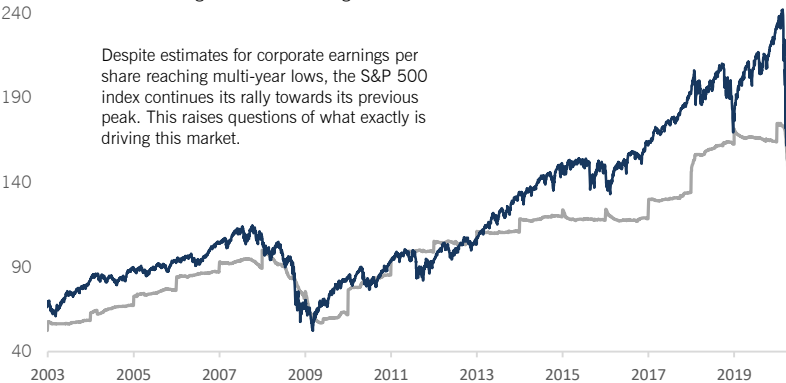 240
Despite estimates for corporate earnings per
share reaching multi-year lows, the S&P 500
index continues its rally towards its previous
peak. This raises questions of what exactly is
driving this market.
190
140
90
40
2003 2005 2007 2009 2011 2013 2015 2017 2019